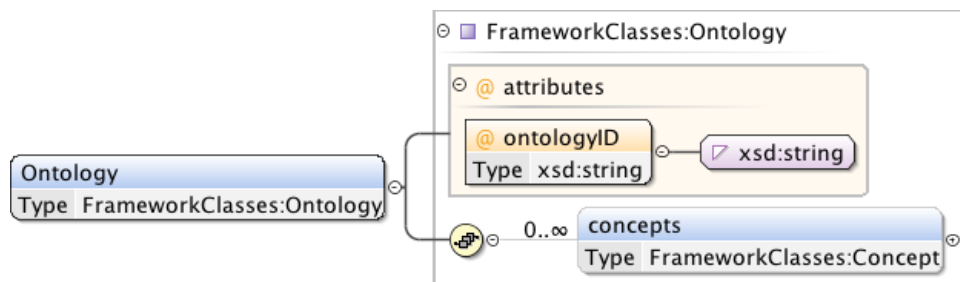 FrameworkClasses:Ontology
@ attributes
@ ontologyID
Type xsd:string
xsd:string
Ontology
Type FrameworkClasses:Ontology
0..∞
concepts
Type FrameworkClasses:Concept